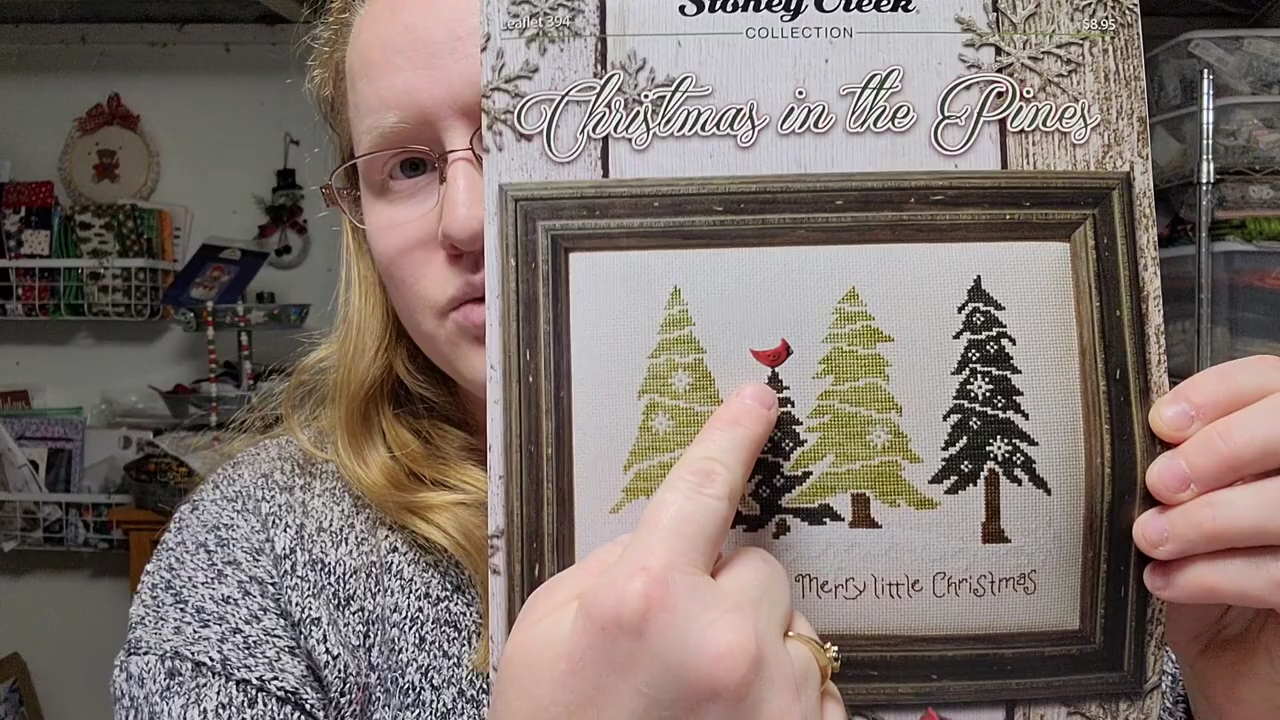 Stoney Creek
COLLECTION
Leaflet 394
$8.95
Christmas in the Pines
Merry little Christmas